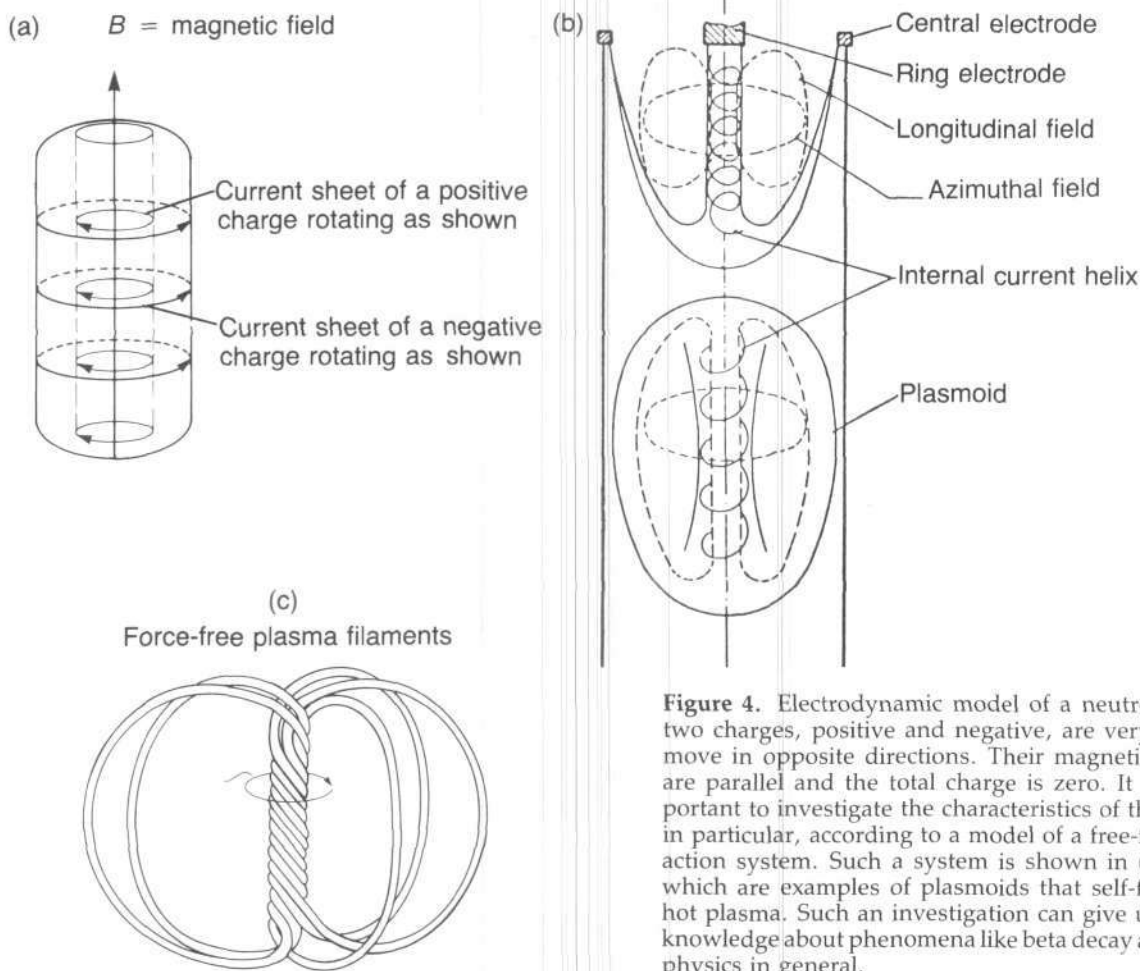 (a) B = magnetic field
Current sheet of a positive
charge rotating as shown
Current sheet of a negative
charge rotating as shown
(b)
Central electrode
Ring electrode
Longitudinal field
Azimuthal field
Internal current helix
Plasmoid
(c)
Force-free plasma filaments
Figure 4. Electrodynamic model of a neutr
two charges, positive and negative, are very
move in opposite directions. Their magneti
are parallel and the total charge is zero. It
portant to investigate the characteristics of th
in particular, according to a model of a free-
action system. Such a system is shown in
which are examples of plasmoids that self-f
hot plasma. Such an investigation can give u
knowledge about phenomena like beta decay a
physics in general.